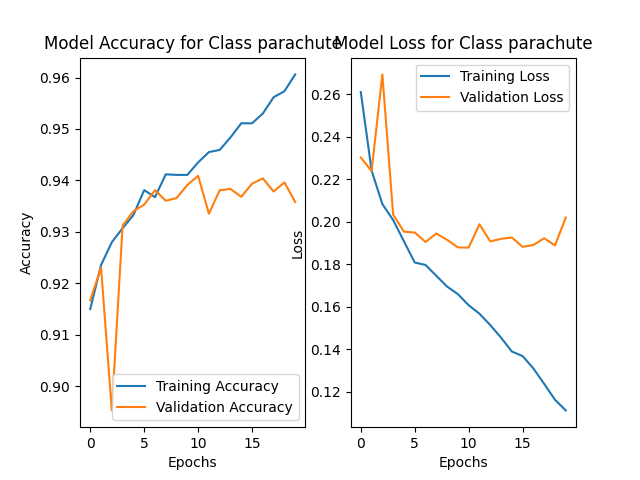 Model Accuracy for Class parachute
0.96
0.95
0.94
0.93
0.92
0.91
0.90
Accuracy
0
5
10
15
Epochs
Training Accuracy
Validation Accuracy
Model Loss for Class parachute
0.26
0.24
0.22
0.20
0.18
0.16
0.14
0.12
Loss
0
5
10
15
Epochs
Training Loss
Validation Loss